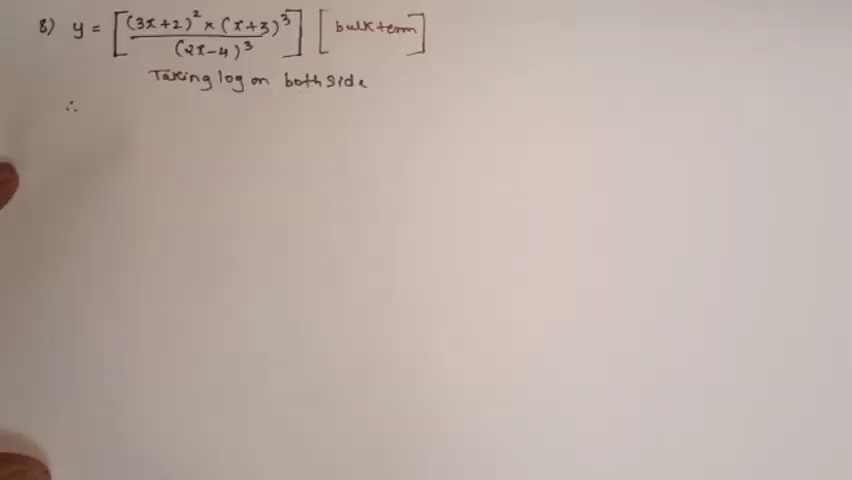 8) y = [(3x+2)² × (x+3)³ / (2x-4)³] [bulk term]
Taking log on both side
∴